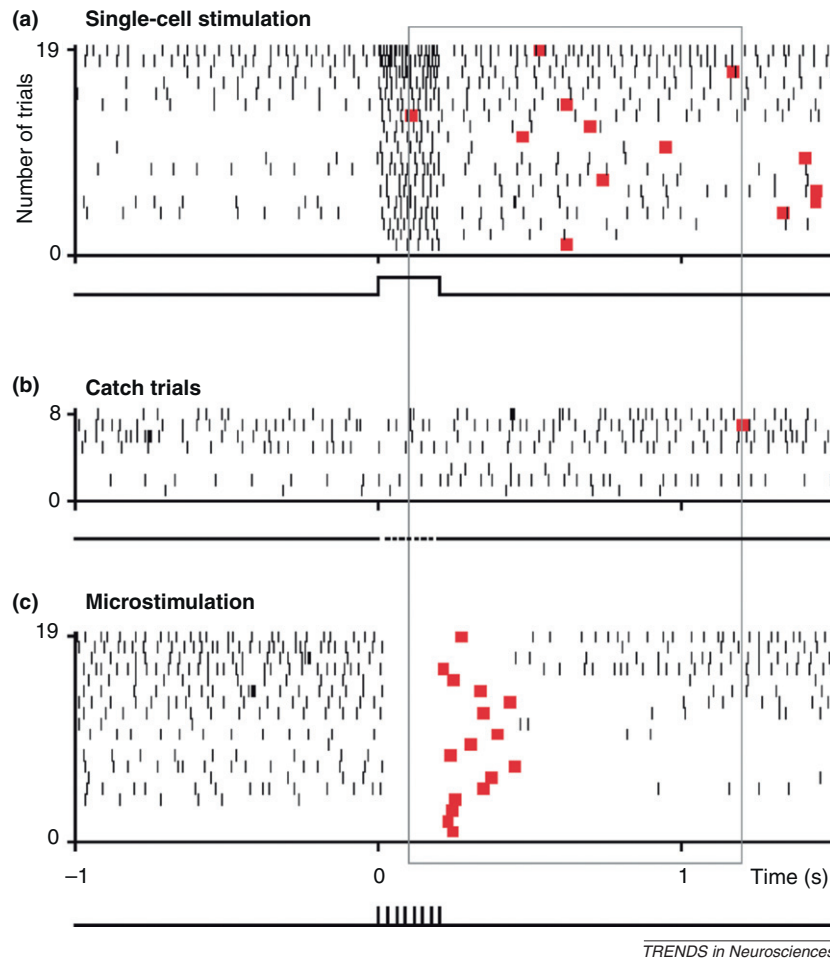 (a) Single-cell stimulation
19
Number of trials
0
(b) Catch trials
8
0
(c) Microstimulation
19
0
–1 0 1 Time (s)
TRENDS in Neurosciences